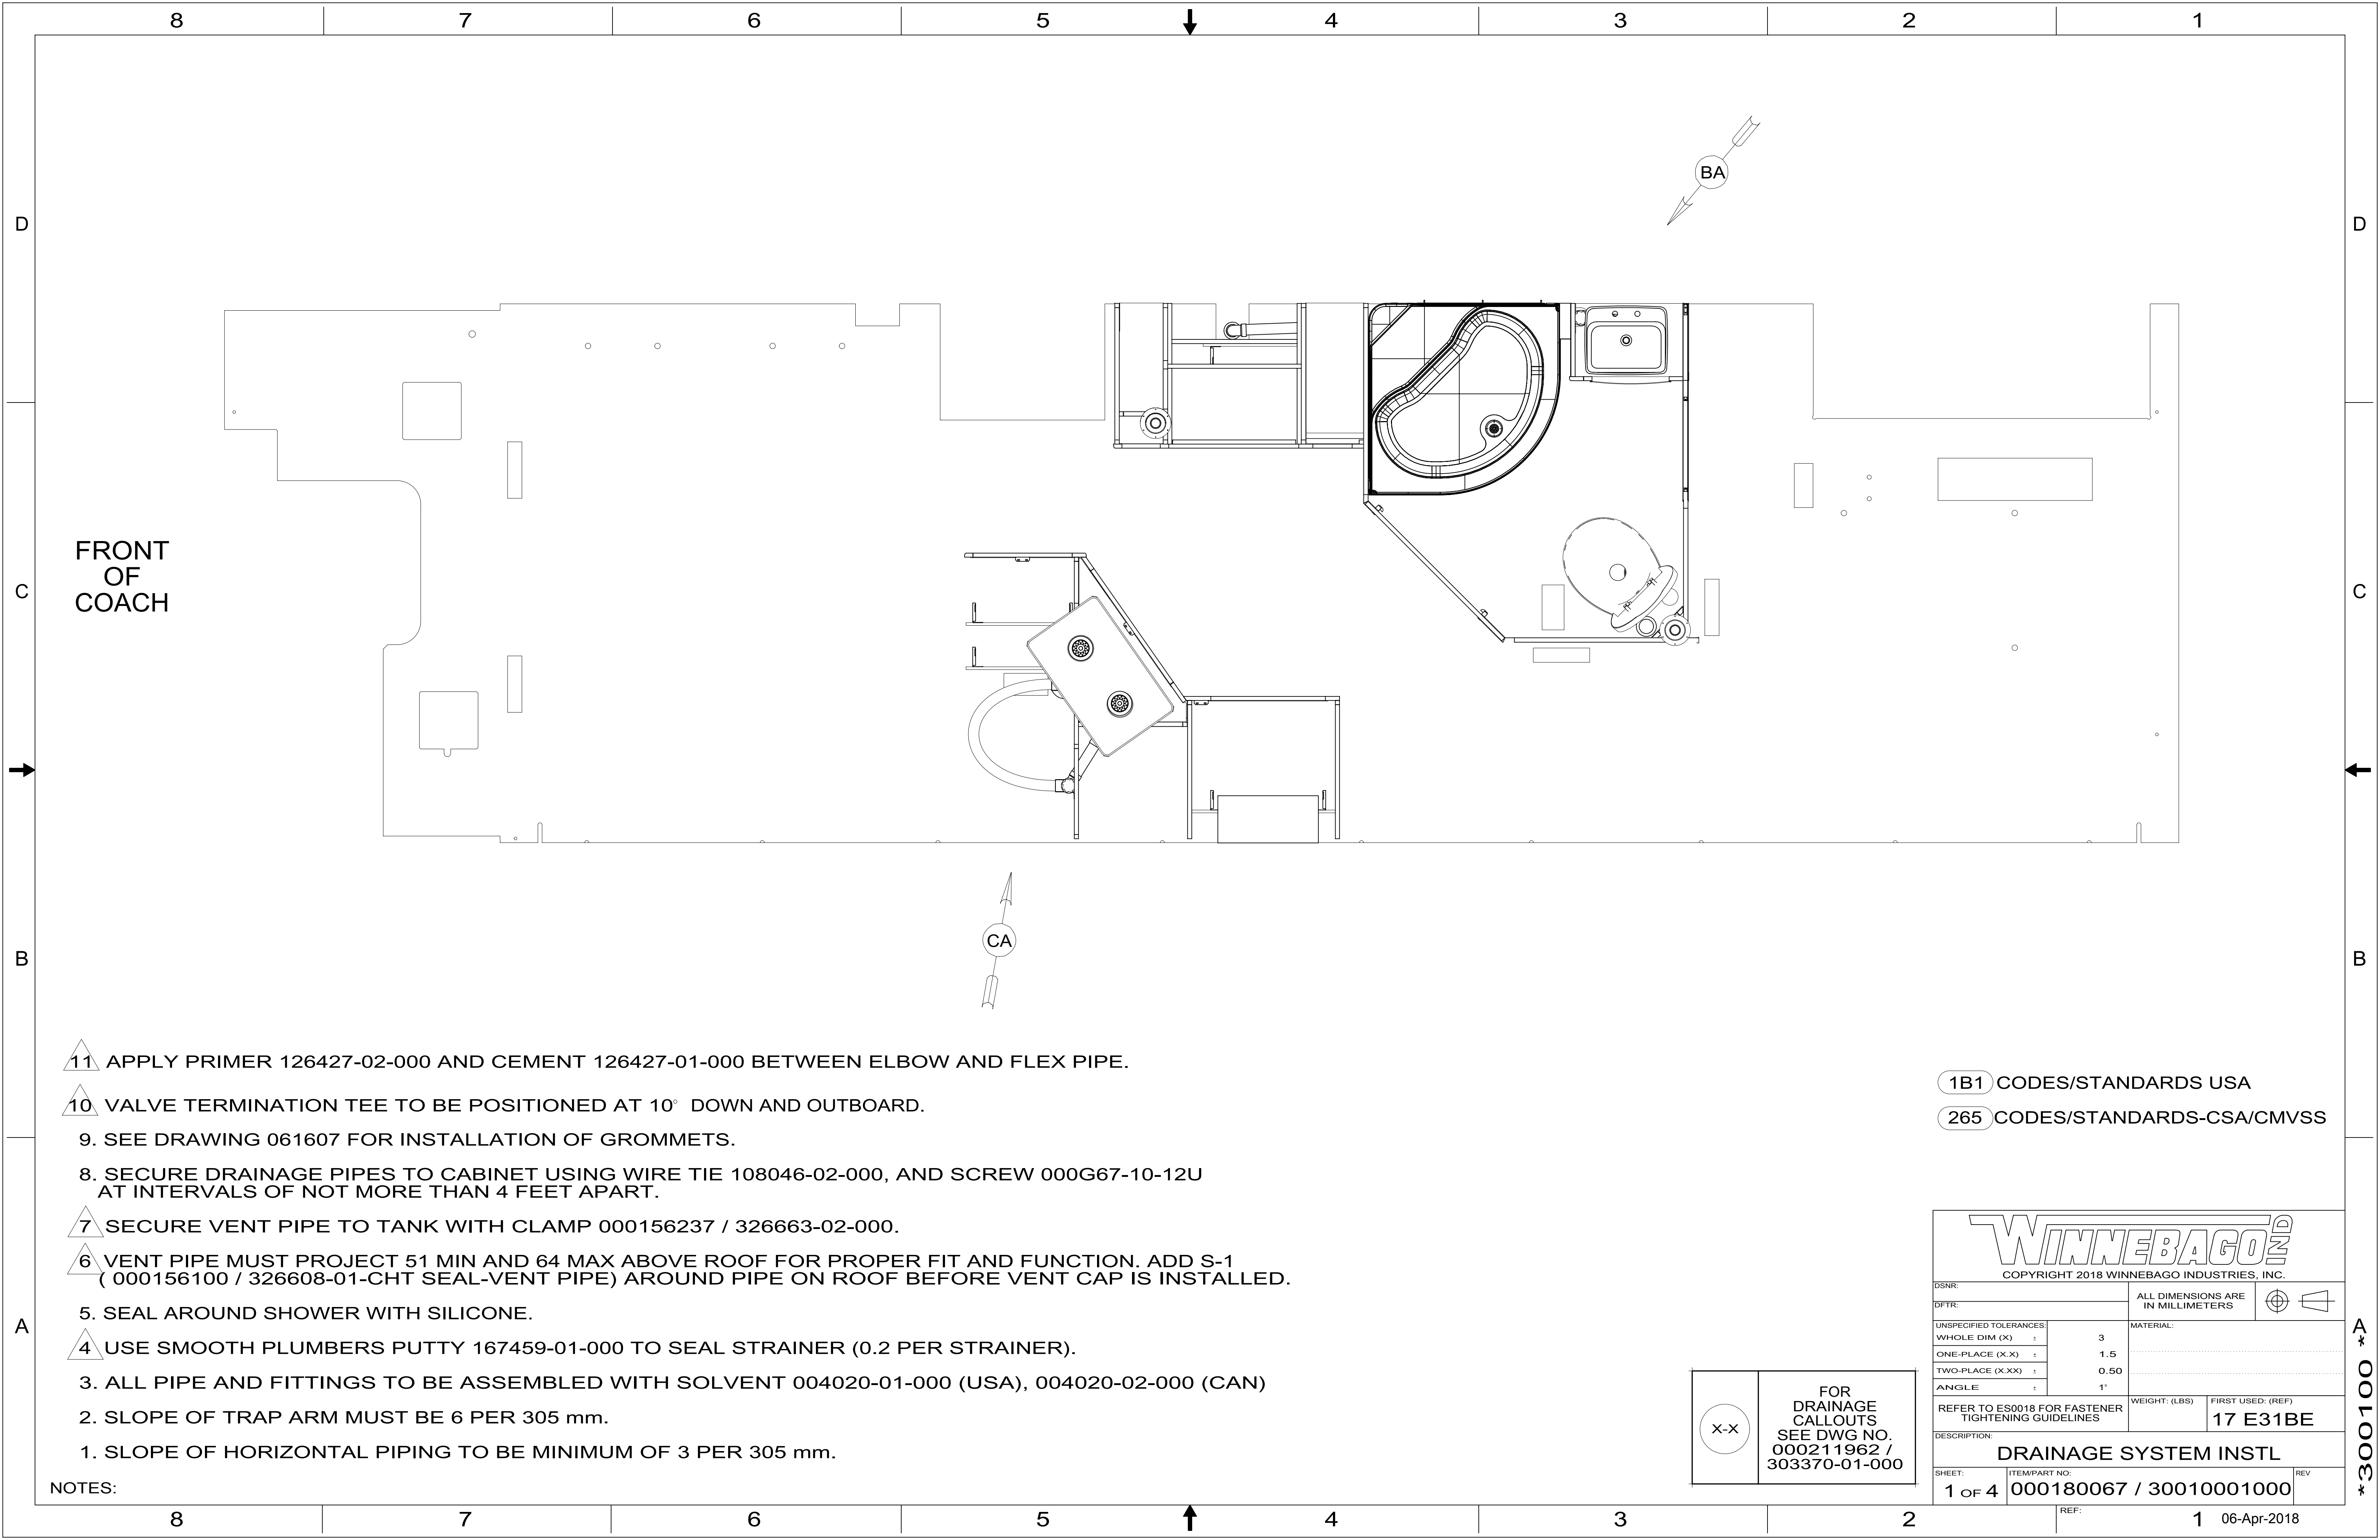 8 7 6 5 4 3 2 1
BA
D D
FRONT
OF
COACH
C C
CA
B B
11 APPLY PRIMER 126427-02-000 AND CEMENT 126427-01-000 BETWEEN ELBOW AND FLEX PIPE.
10 VALVE TERMINATION TEE TO BE POSITIONED AT 10° DOWN AND OUTBOARD.
9. SEE DRAWING 061607 FOR INSTALLATION OF GROMMETS.
8. SECURE DRAINAGE PIPES TO CABINET USING WIRE TIE 108046-02-000, AND SCREW 000G67-10-12U
AT INTERVALS OF NOT MORE THAN 4 FEET APART.
7 SECURE VENT PIPE TO TANK WITH CLAMP 000156237 / 326663-02-000.
6 VENT PIPE MUST PROJECT 51 MIN AND 64 MAX ABOVE ROOF FOR PROPER FIT AND FUNCTION. ADD S-1
( 000156100 / 326608-01-CHT SEAL-VENT PIPE) AROUND PIPE ON ROOF BEFORE VENT CAP IS INSTALLED.
5. SEAL AROUND SHOWER WITH SILICONE.
4 USE SMOOTH PLUMBERS PUTTY 167459-01-000 TO SEAL STRAINER (0.2 PER STRAINER).
3. ALL PIPE AND FITTINGS TO BE ASSEMBLED WITH SOLVENT 004020-01-000 (USA), 004020-02-000 (CAN)
2. SLOPE OF TRAP ARM MUST BE 6 PER 305 mm.
1. SLOPE OF HORIZONTAL PIPING TO BE MINIMUM OF 3 PER 305 mm.
NOTES:
1B1 CODES/STANDARDS USA
265 CODES/STANDARDS-CSA/CMVSS
X-X
FOR
DRAINAGE
CALLOUTS
SEE DWG NO.
000211962 /
303370-01-000
WINNEBAGO IND
COPYRIGHT 2018 WINNEBAGO INDUSTRIES, INC.
DSNR:
DFTR:
ALL DIMENSIONS ARE
IN MILLIMETERS
UNSPECIFIED TOLERANCES:
WHOLE DIM (X) ± 3
ONE-PLACE (X.X) ± 1.5
TWO-PLACE (X.XX) ± 0.50
ANGLE ± 1°
MATERIAL:
REFER TO ES0018 FOR FASTENER
TIGHTENING GUIDELINES
WEIGHT: (LBS)
FIRST USED: (REF)
17 E31BE
DESCRIPTION:
DRAINAGE SYSTEM INSTL
SHEET:
1 OF 4
ITEM/PART NO:
000180067 / 30010001000
REV
A A
*300100*
REF:
06-Apr-2018
8 7 6 5 4 3 2 1